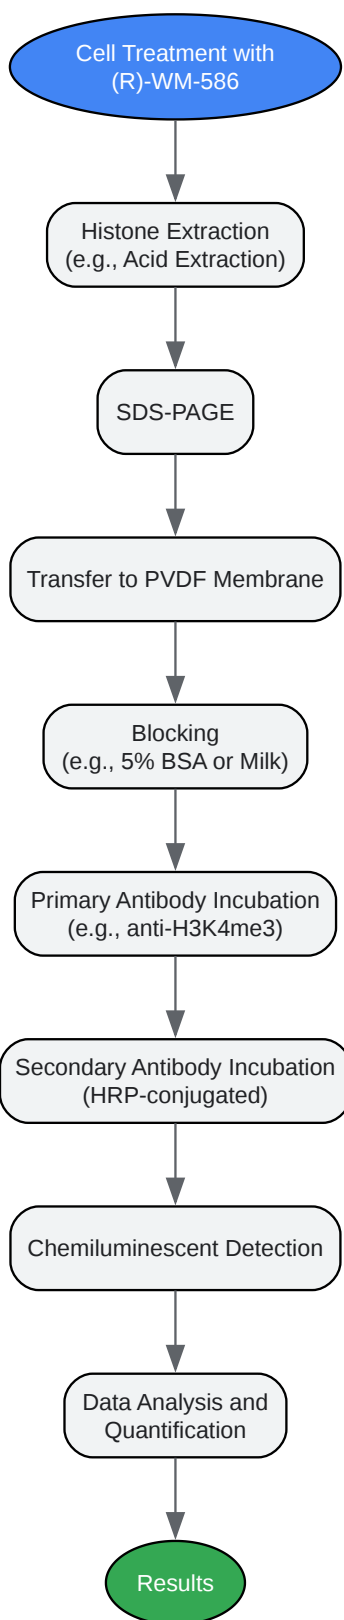 Cell Treatment with
(R)-WM-586
Histone Extraction
(e.g., Acid Extraction)
SDS-PAGE
Transfer to PVDF Membrane
Blocking
(e.g., 5% BSA or Milk)
Primary Antibody Incubation
(e.g., anti-H3K4me3)
Secondary Antibody Incubation
(HRP-conjugated)
Chemiluminescent Detection
Data Analysis and
Quantification
Results